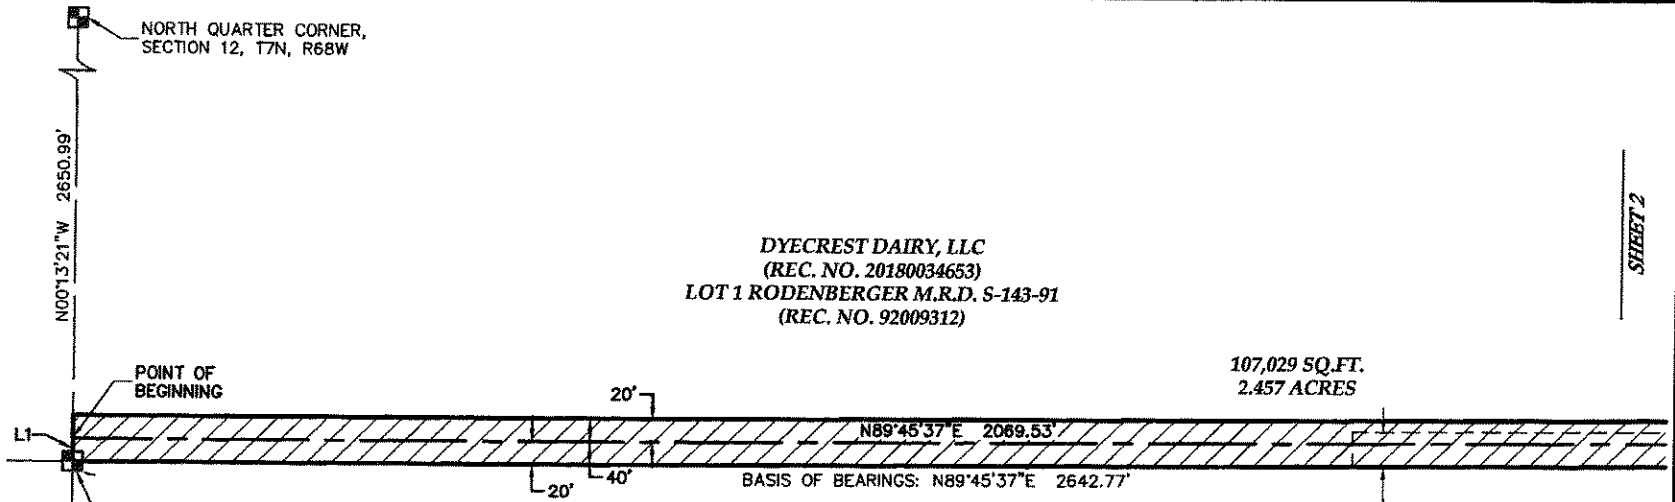 NORTH QUARTER CORNER,
SECTION 12, T7N, R68W
N00°13'21"W 2650.99'
DYECREST DAIRY, LLC
(REC. NO. 20180034653)
LOT 1 RODENBERGER M.R.D. S-143-91
(REC. NO. 92009312)
SHEET 2
107,029 SQ.FT.
2.457 ACRES
POINT OF
BEGINNING
20'
L1
N89°45'37"E 2069.53'
20'
40'
BASIS OF BEARINGS: N89°45'37"E 2642.77'